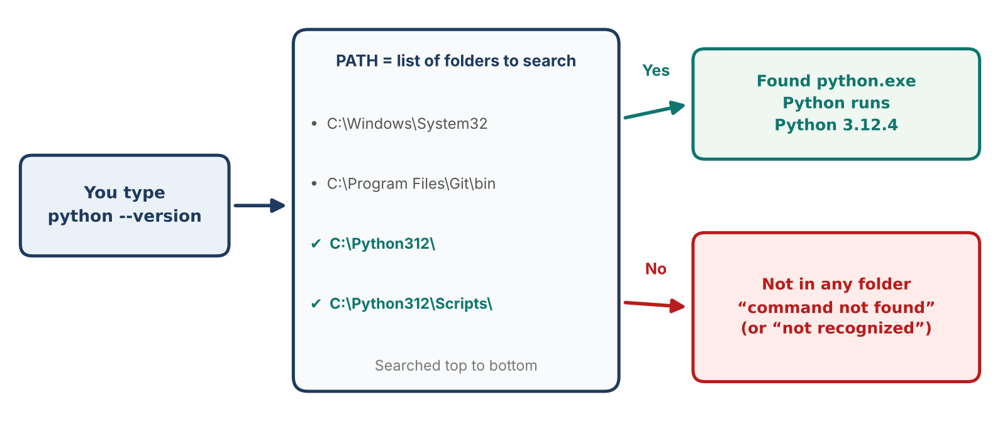 You type
python --version
PATH = list of folders to search
• C:\Windows\System32
• C:\Program Files\Git\bin
✔ C:\Python312\
✔ C:\Python312\Scripts\
Searched top to bottom
Yes
Found python.exe
Python runs
Python 3.12.4
No
Not in any folder
“command not found”
(or “not recognized”)